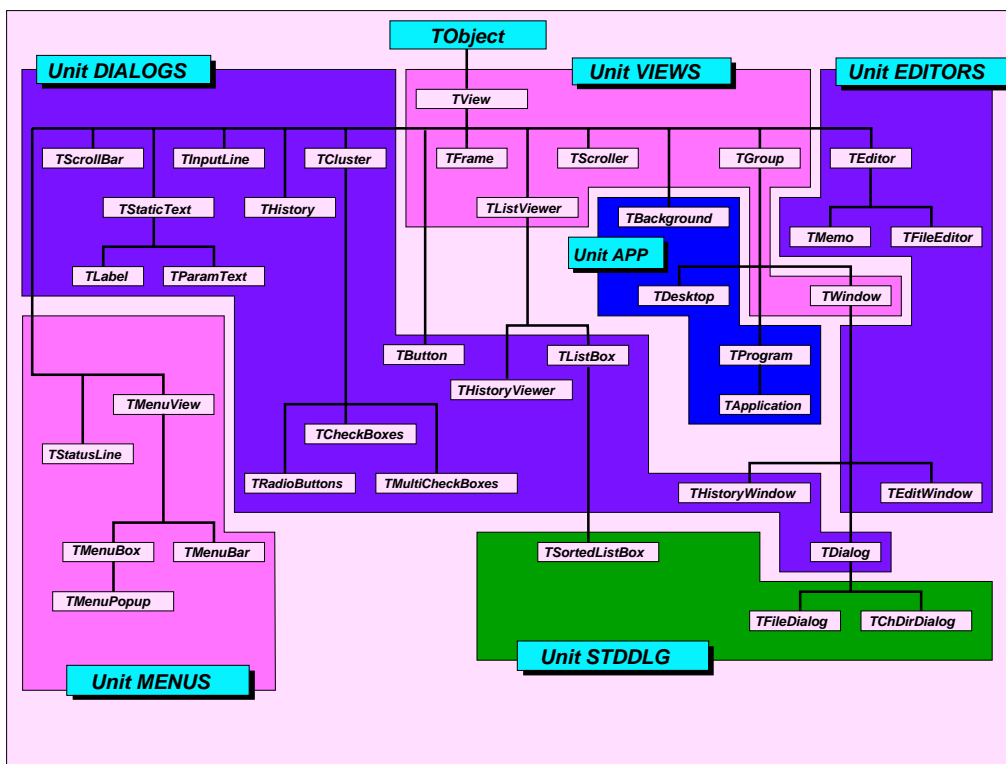 TObject
Unit DIALOGS
Unit VIEWS
Unit EDITORS
TView
TScrollBar
TInputLine
TCluster
TFrame
TScroller
TGroup
TEditor
TStaticText
THistory
TListViewer
TBackground
TMemo
TFileEditor
Unit APP
TLabel
TParamText
TDesktop
TWindow
TButton
TListBox
TProgram
THistoryViewer
TMenuView
TApplication
TCheckBoxes
TStatusLine
TRadioButtons
TMultiCheckBoxes
THistoryWindow
TEditWindow
TMenuBox
TMenuBar
TSortedListBox
TDialog
TMenuPopup
TFileDialog
TChDirDialog
Unit STDDLG
Unit MENUS